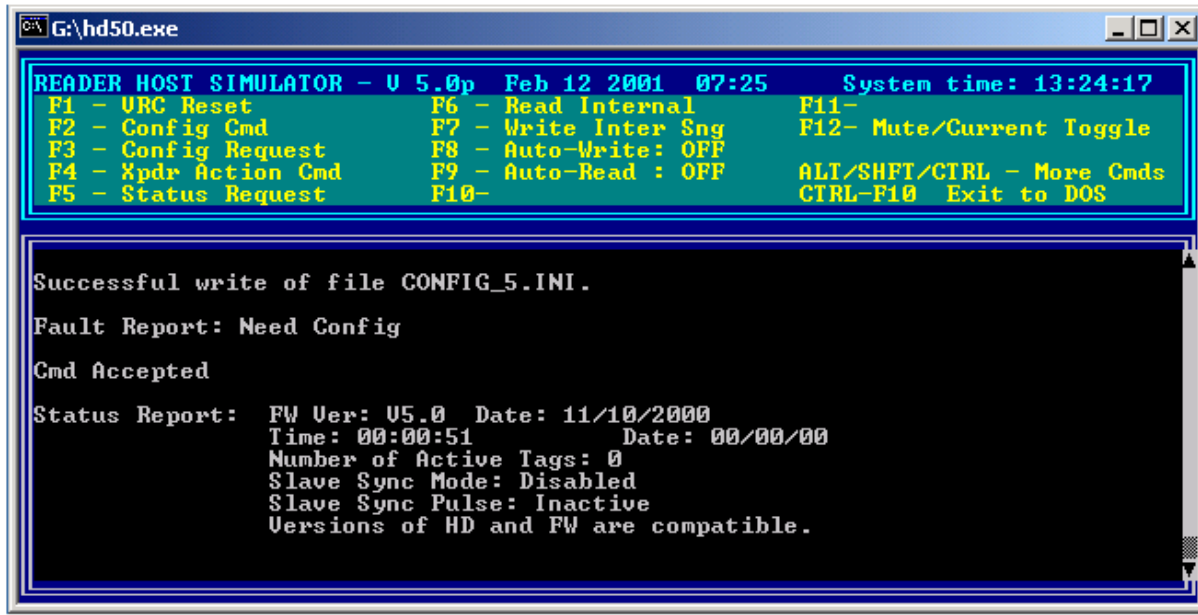 G:\hd50.exe
READER HOST SIMULATOR - V 5.0p Feb 12 2001 07:25 System time: 13:24:17
F1 - VRC Reset F6 - Read Internal F11-
F2 - Config Cmd F7 - Write Inter Sng F12- Mute/Current Toggle
F3 - Config Request F8 - Auto-Write: OFF
F4 - Xpdr Action Cmd F9 - Auto-Read : OFF ALT/SHFT/CTRL - More Cmds
F5 - Status Request F10- CTRL-F10 Exit to DOS
Successful write of file CONFIG_5.INI.
Fault Report: Need Config
Cmd Accepted
Status Report: FW Ver: V5.0 Date: 11/10/2000
Time: 00:00:51 Date: 00/00/00
Number of Active Tags: 0
Slave Sync Mode: Disabled
Slave Sync Pulse: Inactive
Versions of HD and FW are compatible.